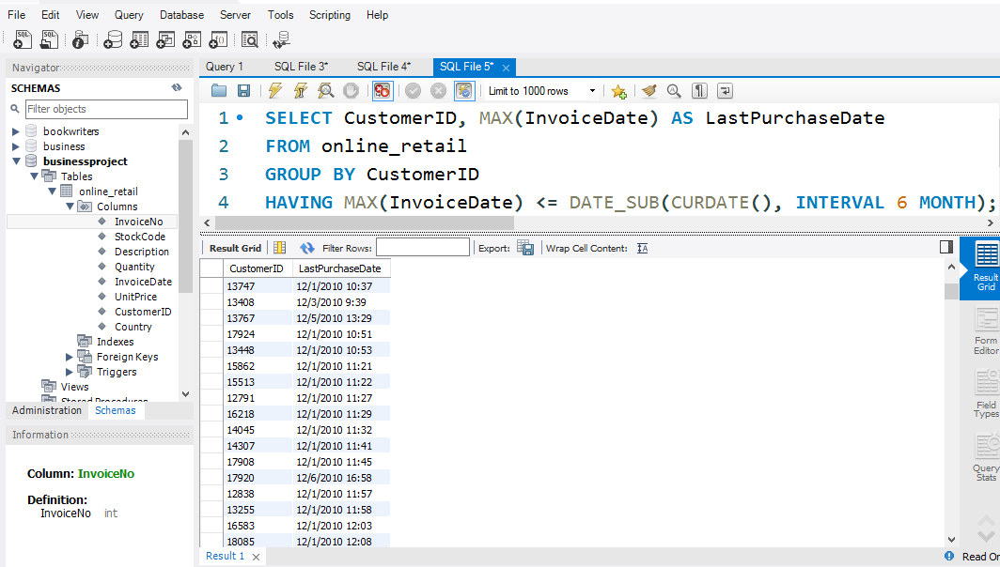 File Edit View Query Database Server Tools Scripting Help
Navigator
SCHEMAS
Filter objects
bookwriters
business
businessproject
Tables
online_retail
Columns
InvoiceNo
StockCode
Description
Quantity
InvoiceDate
UnitPrice
CustomerID
Country
Indexes
Foreign Keys
Triggers
Views
Stored Procedures
Administration Schemas
Information
Column: InvoiceNo
Definition:
InvoiceNo int
Query 1 SQL File 3* SQL File 4* SQL File 5*
Limit to 1000 rows
1 SELECT CustomerID, MAX(InvoiceDate) AS LastPurchaseDate
2 FROM online_retail
3 GROUP BY CustomerID
4 HAVING MAX(InvoiceDate) <= DATE_SUB(CURDATE(), INTERVAL 6 MONTH);
Result Grid Filter Rows: Export: Wrap Cell Content:
CustomerID LastPurchaseDate
13747 12/1/2010 10:37
13408 12/3/2010 9:39
13767 12/5/2010 13:29
17924 12/1/2010 10:51
13448 12/1/2010 10:53
15862 12/1/2010 11:21
15513 12/1/2010 11:22
12791 12/1/2010 11:27
16218 12/1/2010 11:29
14045 12/1/2010 11:32
14307 12/1/2010 11:41
17908 12/1/2010 11:45
17920 12/6/2010 16:58
12838 12/1/2010 11:57
13255 12/1/2010 11:58
16583 12/1/2010 12:03
18085 12/1/2010 12:08
Result 1
Result
Grid
Form
Editor
Field
Types
Query
Stats
Read